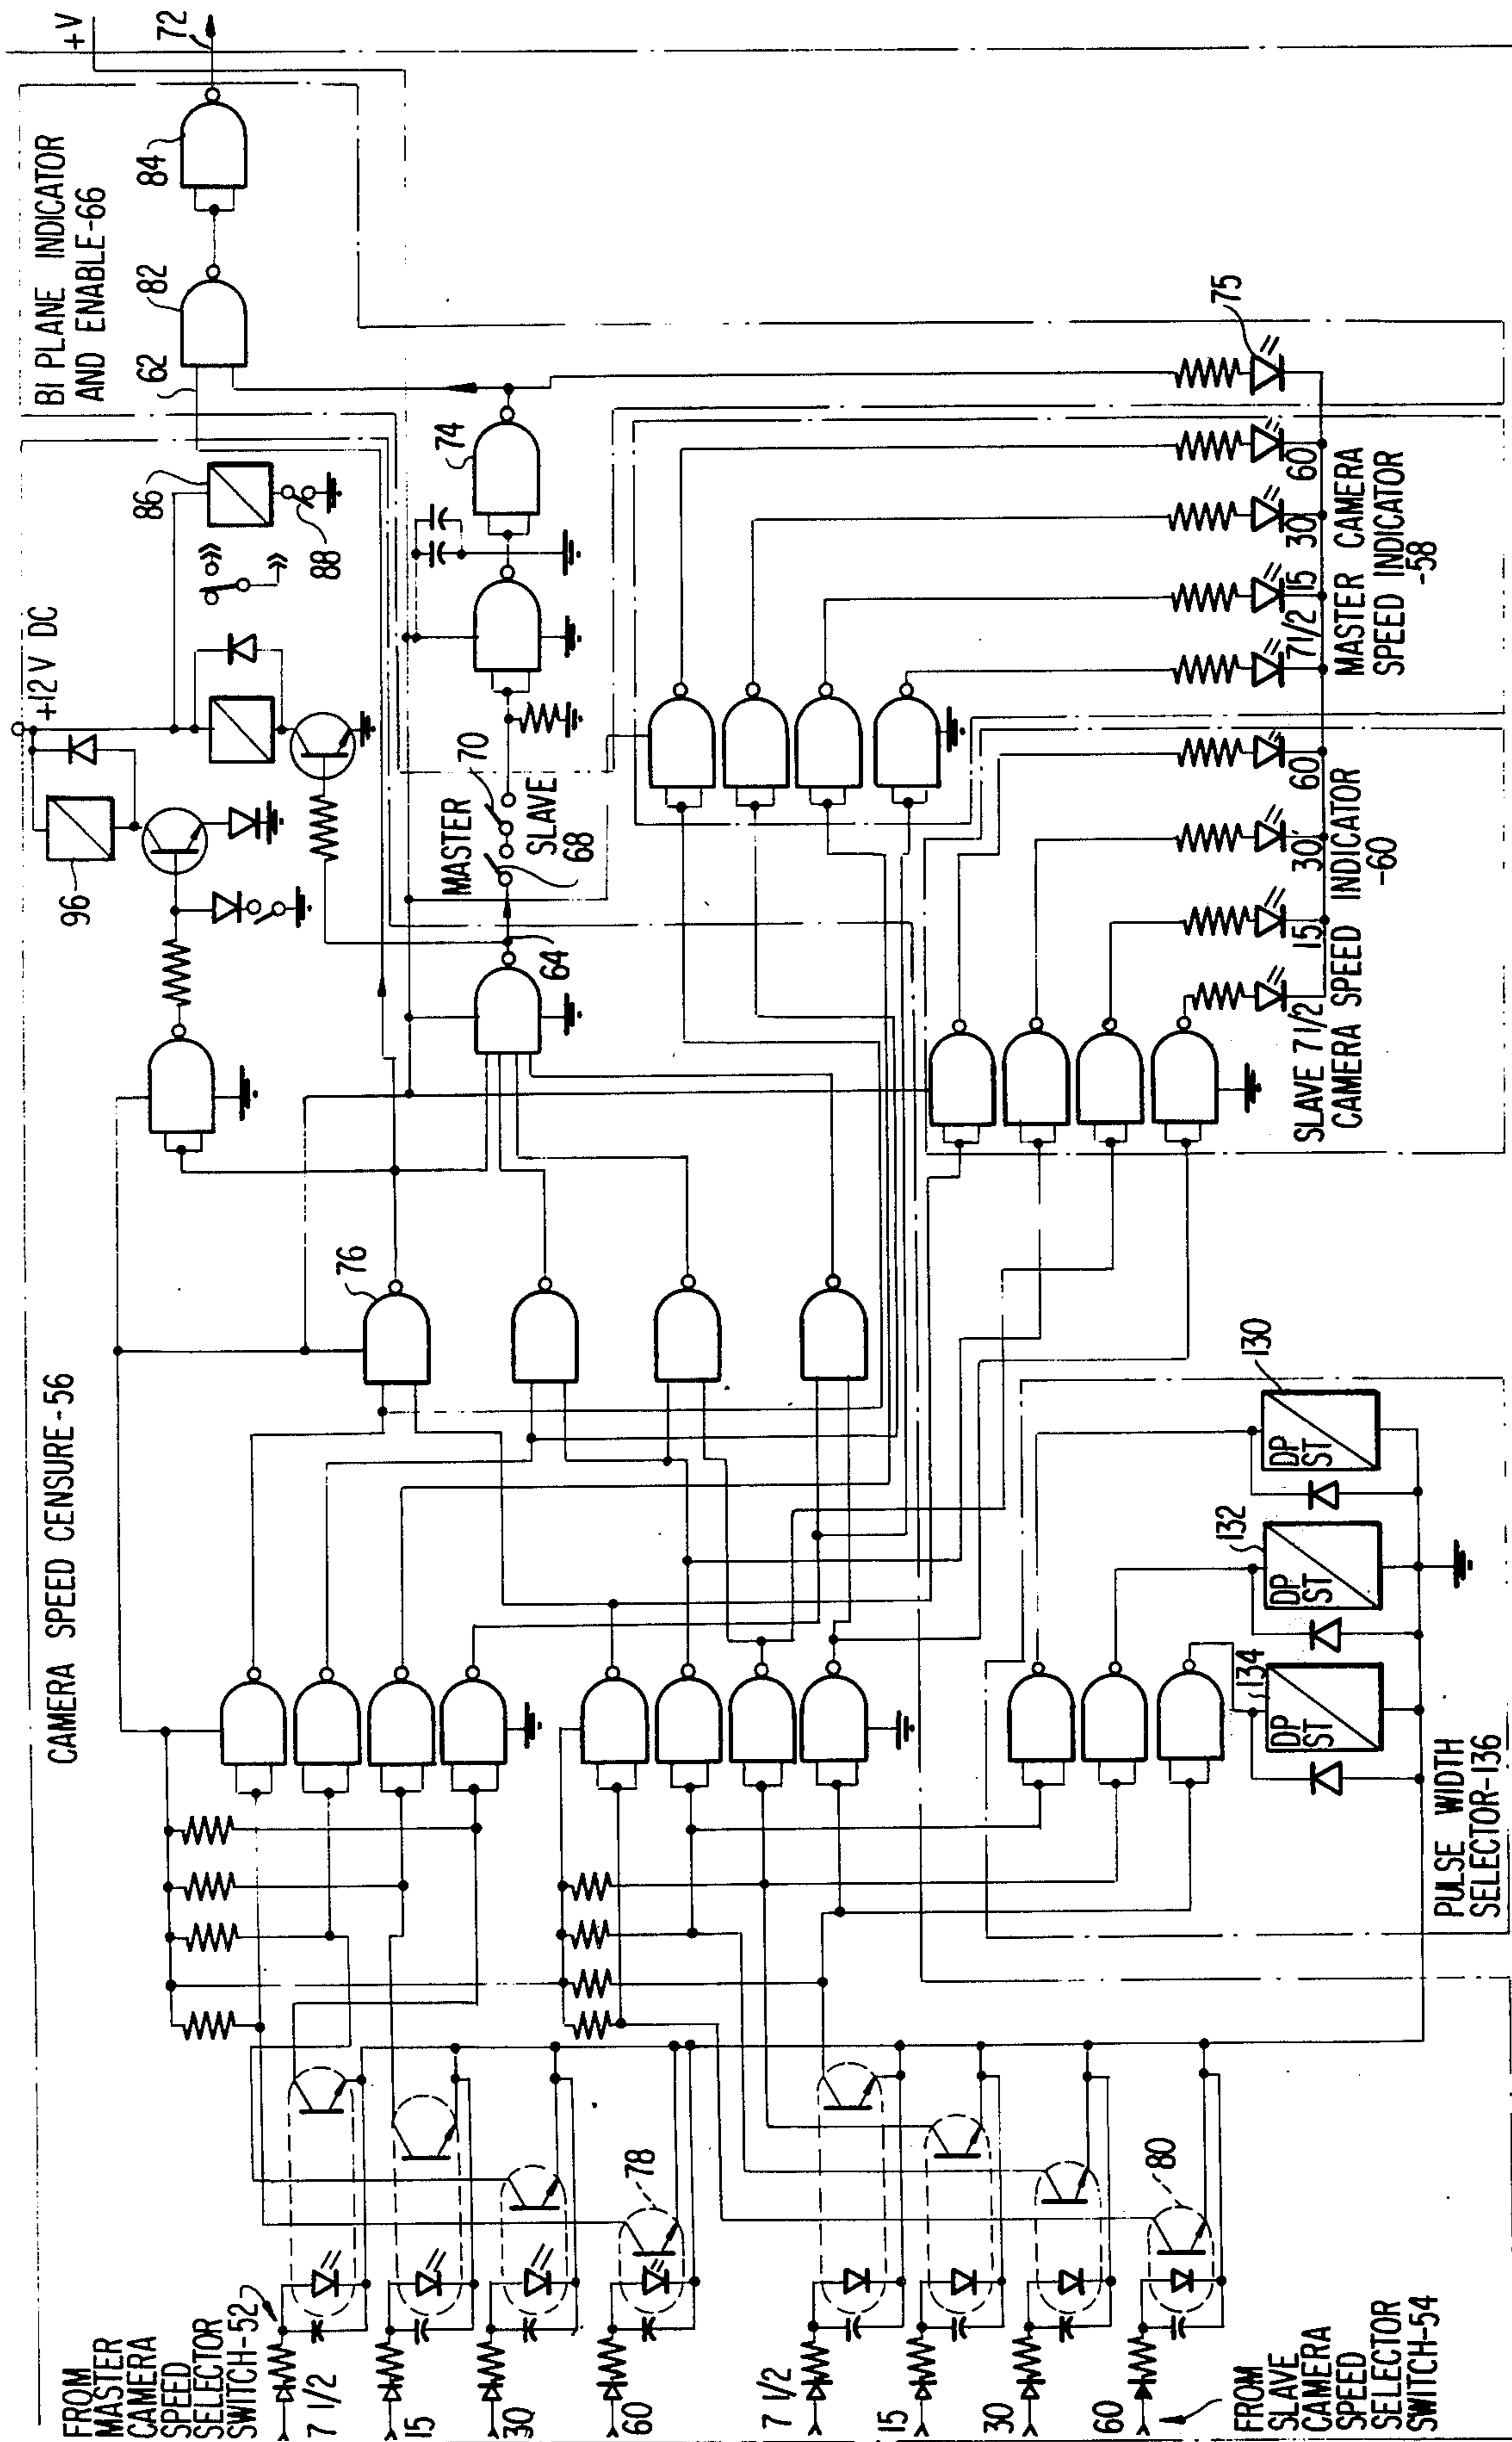 CAMERA SPEED CENSURE-56
+12 V DC
BI PLANE INDICATOR
AND ENABLE-66
+V
72
84
82
62
86
88
96
76
MASTER
SLAVE
70
68
64
74
75
FROM
MASTER
CAMERA
SPEED
SELECTOR
SWITCH-52
7 1/2
15
30
60
78
7 1/2
15
30
60
80
FROM
SLAVE
CAMERA
SPEED
SELECTOR
SWITCH-54
PULSE WIDTH
SELECTOR-136
DP
ST
134
DP
ST
132
DP
ST
130
SLAVE 7 1/2
15
30
60
CAMERA SPEED INDICATOR
-60
7 1/2
15
30
60
MASTER CAMERA
SPEED INDICATOR
-58